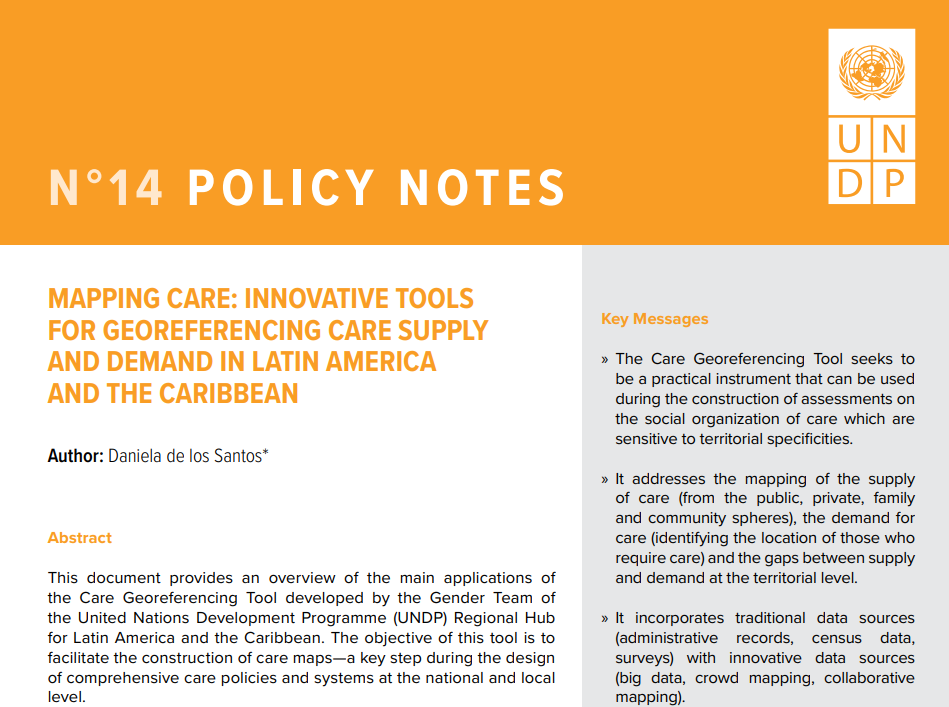 U N
D P
N°14 POLICY NOTES
MAPPING CARE: INNOVATIVE TOOLS
FOR GEOREFERENCING CARE SUPPLY
AND DEMAND IN LATIN AMERICA
AND THE CARIBBEAN
Author: Daniela de los Santos*
Abstract
This document provides an overview of the main applications of
the Care Georeferencing Tool developed by the Gender Team of
the United Nations Development Programme (UNDP) Regional Hub
for Latin America and the Caribbean. The objective of this tool is to
facilitate the construction of care maps—a key step during the design
of comprehensive care policies and systems at the national and local
level.
Key Messages
» The Care Georeferencing Tool seeks to
be a practical instrument that can be used
during the construction of assessments on
the social organization of care which are
sensitive to territorial specificities.
» It addresses the mapping of the supply
of care (from the public, private, family
and community spheres), the demand for
care (identifying the location of those who
require care) and the gaps between supply
and demand at the territorial level.
» It incorporates traditional data sources
(administrative records, census data,
surveys) with innovative data sources
(big data, crowd mapping, collaborative
mapping).